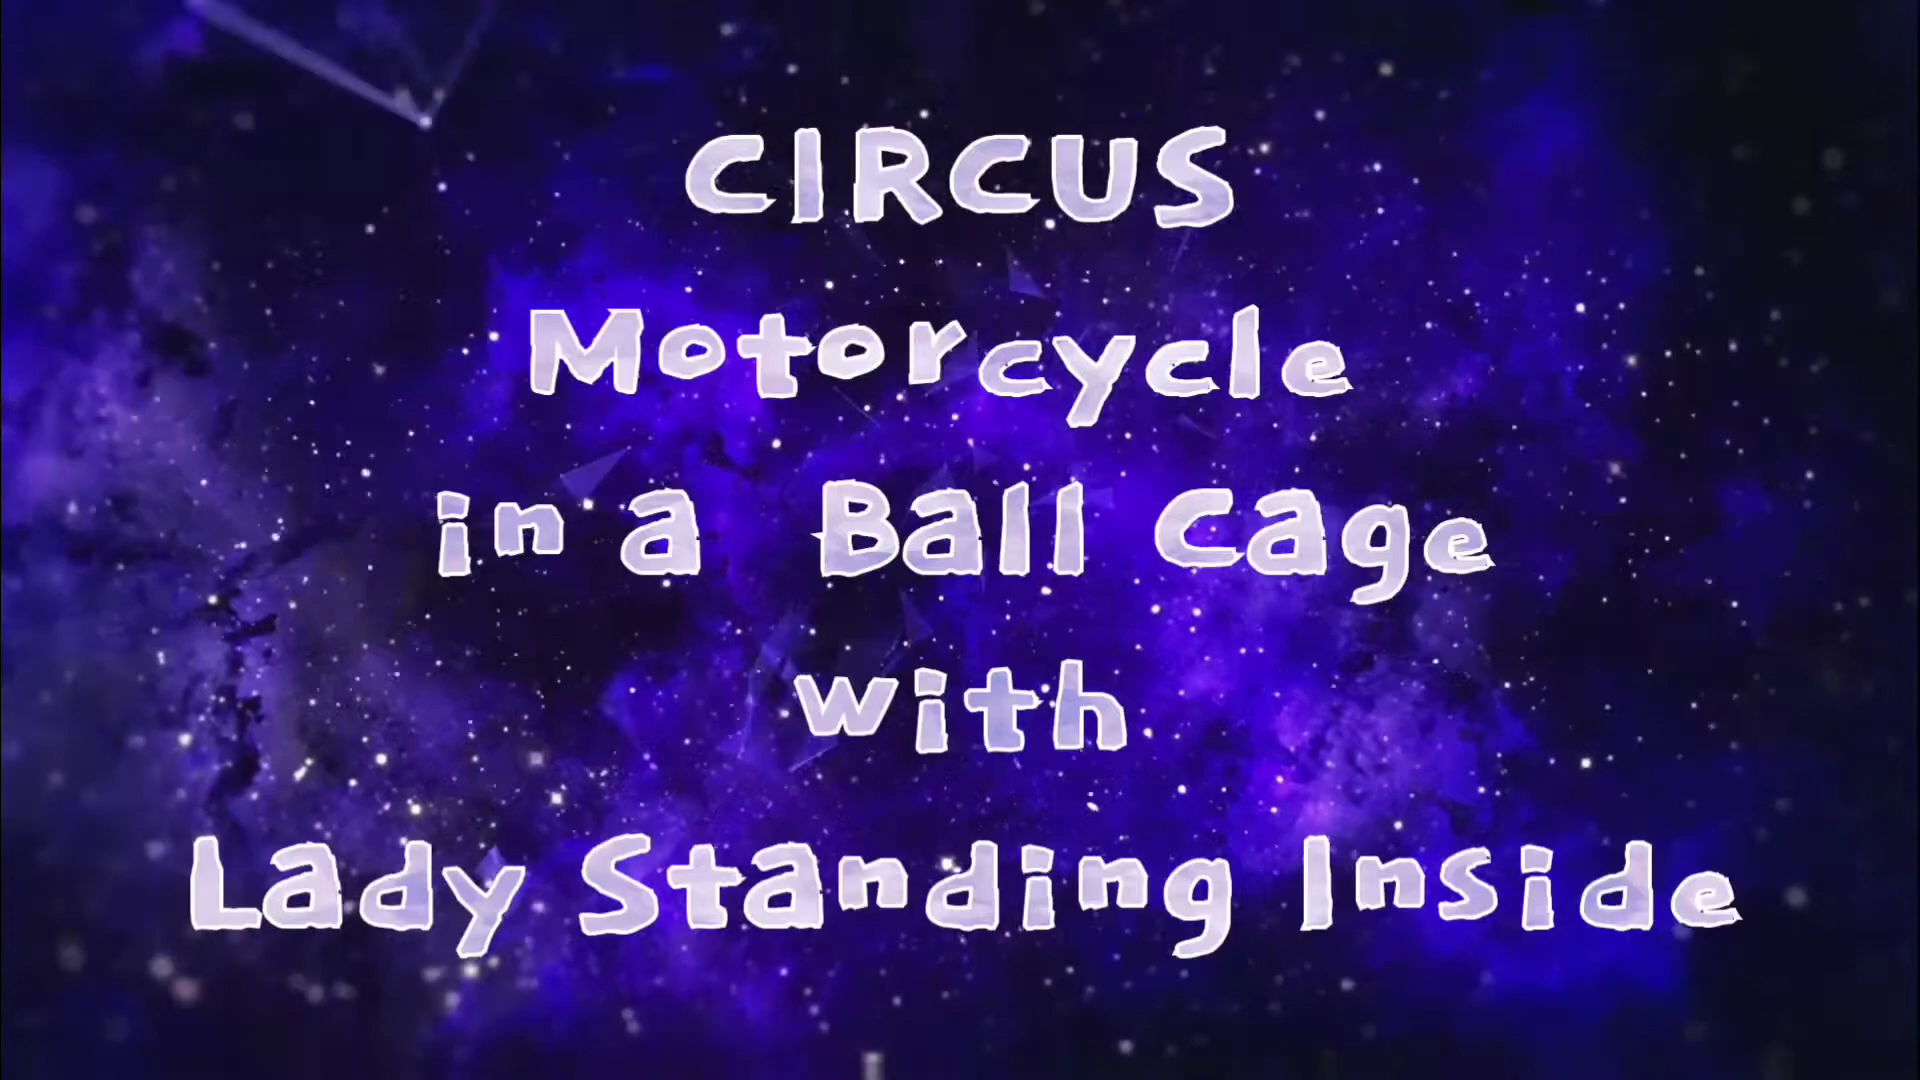 CIRCUS
Motorcycle
in a Ball Cage
with
Lady Standing Inside